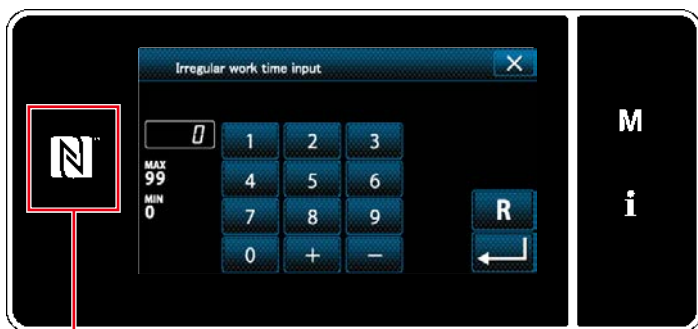 Irregular work time input
×
0
MAX
99
MIN
0
1 2 3
4 5 6
7 8 9
0 + −
R
M
i
N™